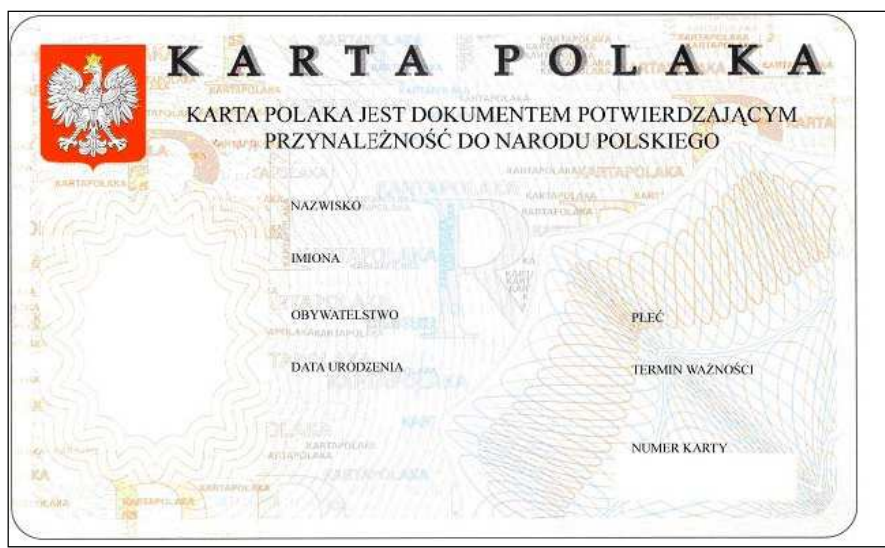 KARTA POLAKA
KARTA POLAKA JEST DOKUMENTEM POTWIERDZAJĄCYM
PRZYNALEŻNOŚĆ DO NARODU POLSKIEGO
NAZWISKO
IMIONA
OBYWATELSTWO
PŁEĆ
DATA URODZENIA
TERMIN WAŻNOŚCI
NUMER KARTY